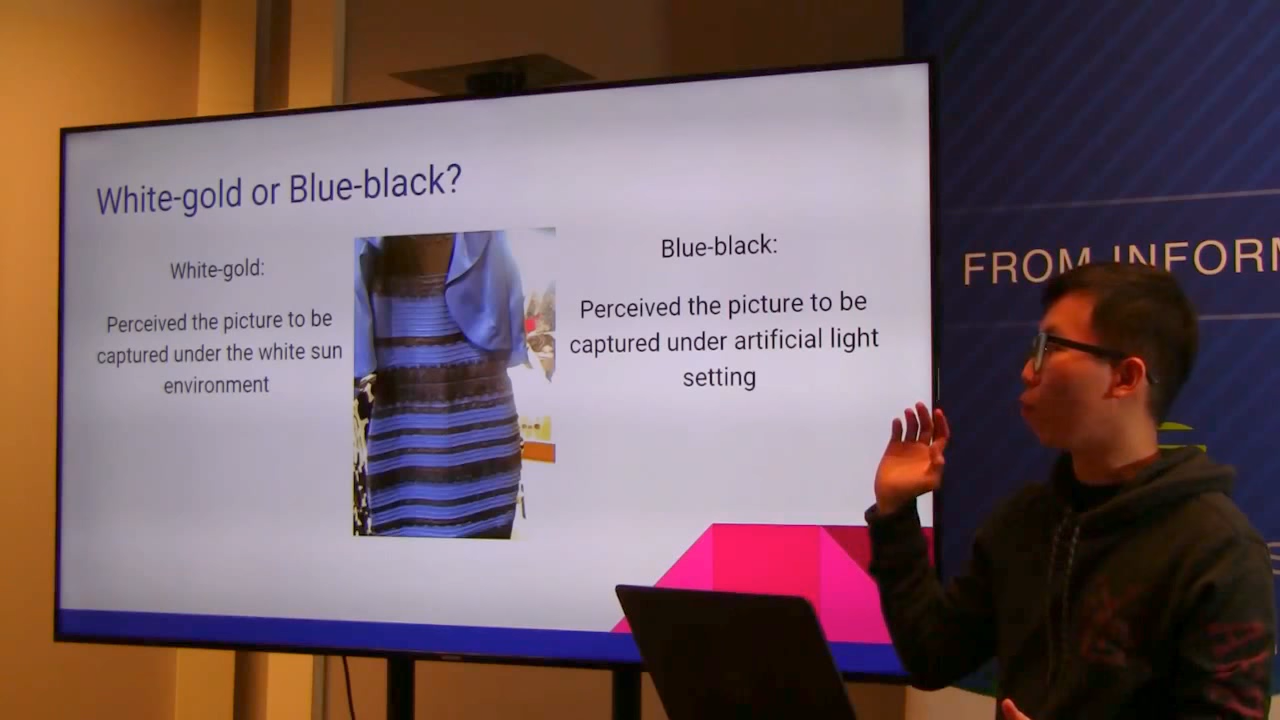 White-gold or Blue-black?
White-gold:
Perceived the picture to be
captured under the white sun
environment
Blue-black:
Perceived the picture to be
captured under artificial light
setting
FROM INFORM